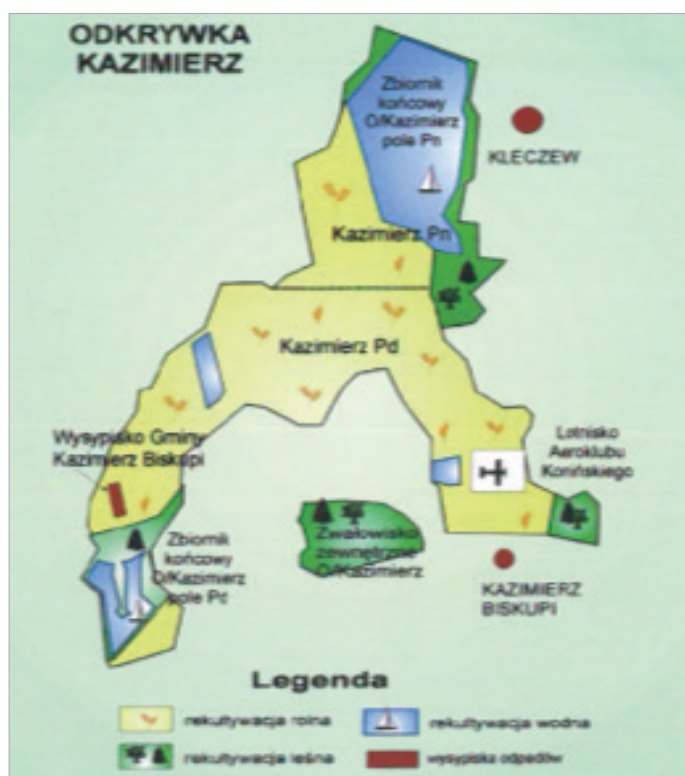 ODKRYWKA
KAZIMIERZ
Zbiornik
końcowy
O/Kazimierz
pole Pn
KLECZEW
Kazimierz Pn
Kazimierz Pd
Wysypisko Gminy
Kazimierz Biskupi
Lotnisko
Aeroklubu
Konińskiego
Zbiornik
końcowy
O/Kazimierz
pole Pd
Zwałowisko
zewnętrzne
O/Kazimierz
KAZIMIERZ
BISKUPI
Legenda
rekultywacja rolna
rekultywacja wodna
rekultywacja leśna
wysypiska odpadów